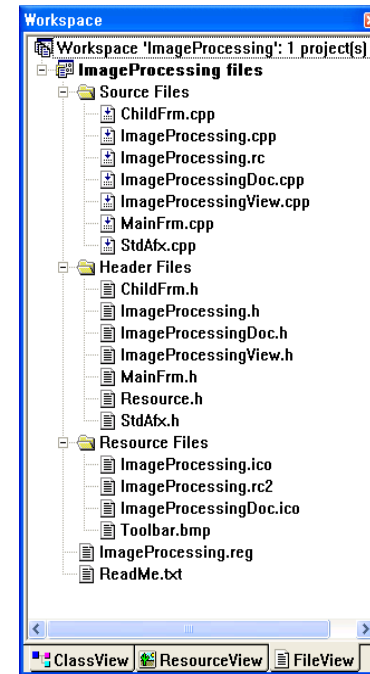 Workspace
Workspace 'ImageProcessing': 1 project(s)
ImageProcessing files
Source Files
ChildFrm.cpp
ImageProcessing.cpp
ImageProcessing.rc
ImageProcessingDoc.cpp
ImageProcessingView.cpp
MainFrm.cpp
StdAfx.cpp
Header Files
ChildFrm.h
ImageProcessing.h
ImageProcessingDoc.h
ImageProcessingView.h
MainFrm.h
Resource.h
StdAfx.h
Resource Files
ImageProcessing.ico
ImageProcessing.rc2
ImageProcessingDoc.ico
Toolbar.bmp
ImageProcessing.reg
ReadMe.txt
ClassView ResourceView FileView